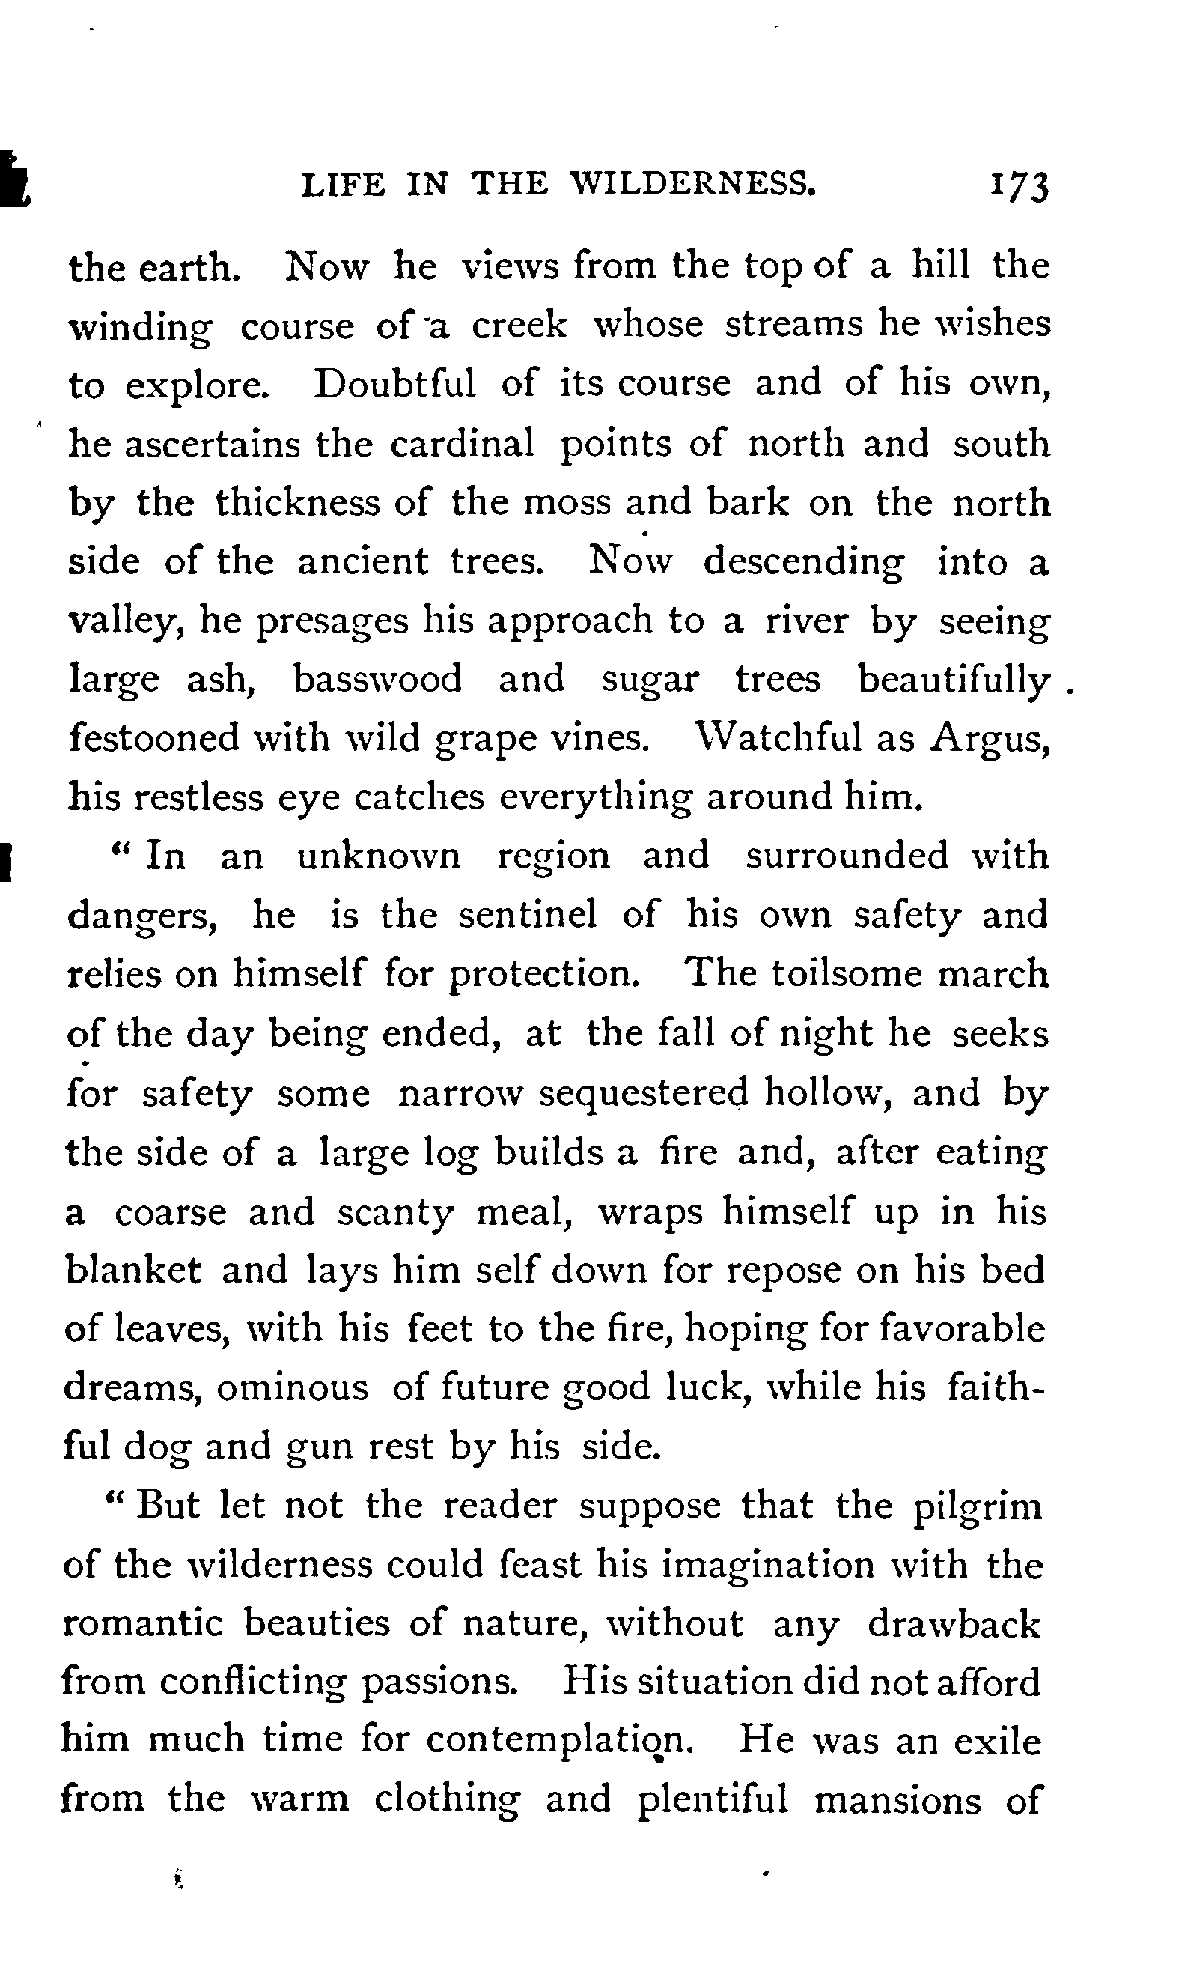 LIFE IN THE WILDERNESS. 173
the earth. Now he views from the top of a hill the
winding course of a creek whose streams he wishes
to explore. Doubtful of its course and of his own,
he ascertains the cardinal points of north and south
by the thickness of the moss and bark on the north
side of the ancient trees. Now descending into a
valley, he presages his approach to a river by seeing
large ash, basswood and sugar trees beautifully
festooned with wild grape vines. Watchful as Argus,
his restless eye catches everything around him.
“ In an unknown region and surrounded with
dangers, he is the sentinel of his own safety and
relies on himself for protection. The toilsome march
of the day being ended, at the fall of night he seeks
for safety some narrow sequestered hollow, and by
the side of a large log builds a fire and, after eating
a coarse and scanty meal, wraps himself up in his
blanket and lays him self down for repose on his bed
of leaves, with his feet to the fire, hoping for favorable
dreams, ominous of future good luck, while his faith-
ful dog and gun rest by his side.
“ But let not the reader suppose that the pilgrim
of the wilderness could feast his imagination with the
romantic beauties of nature, without any drawback
from conflicting passions. His situation did not afford
him much time for contemplation. He was an exile
from the warm clothing and plentiful mansions of